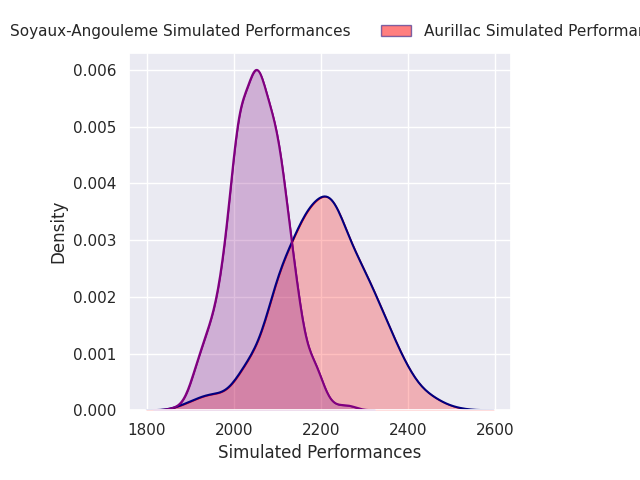 Soyaux-Angouleme Simulated Performances
Aurillac Simulated
0.006
0.005
0.004
0.003
0.002
0.001
0.000
Density
1800 2000 2200 2400 2600
Simulated Performances